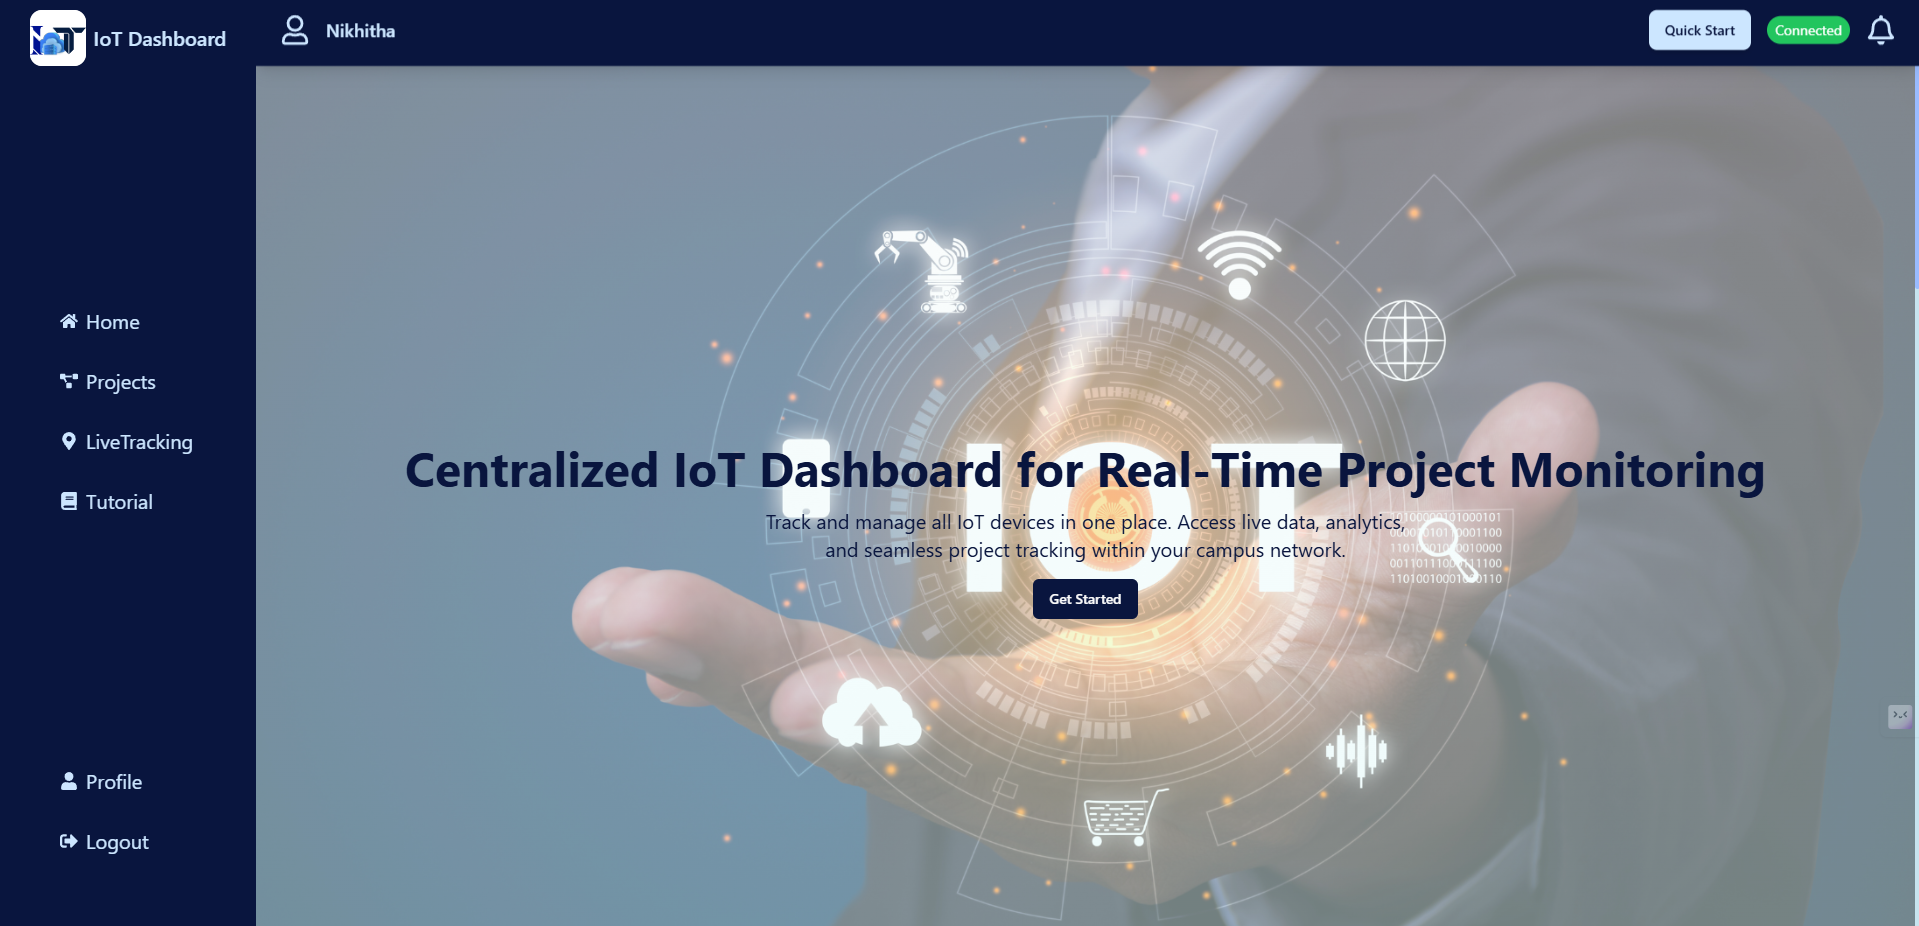 IoT
IoT Dashboard
Nikhitha
Quick Start
Connected
Home
Projects
LiveTracking
Tutorial
Profile
Logout
IOT
Centralized IoT Dashboard for Real-Time Project Monitoring
Track and manage all IoT devices in one place. Access live data, analytics,
and seamless project tracking within your campus network.
Get Started